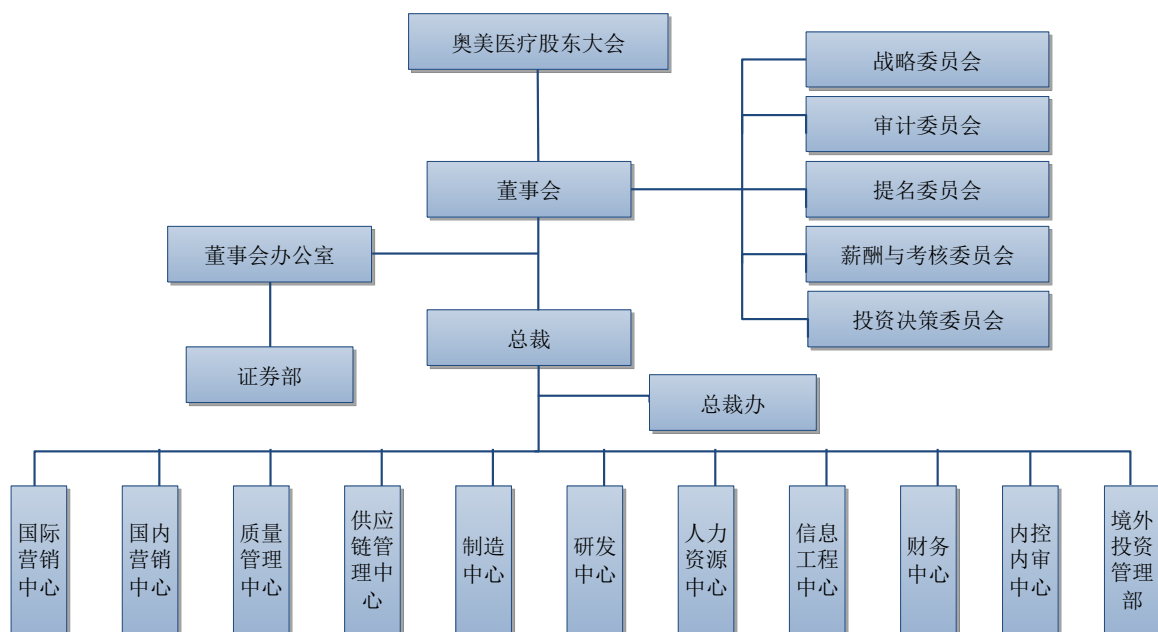 奥美医疗股东大会
战略委员会
审计委员会
董事会
提名委员会
董事会办公室
薪酬与考核委员会
总裁
投资决策委员会
证券部
总裁办
国际
营销
中心
国内
营销
中心
质量
管理
中心
供应
链管
理中
心
制造
中心
研发
中心
人力
资源
中心
信息
工程
中心
财务
中心
内控
内审
中心
境外
投资
管理
部